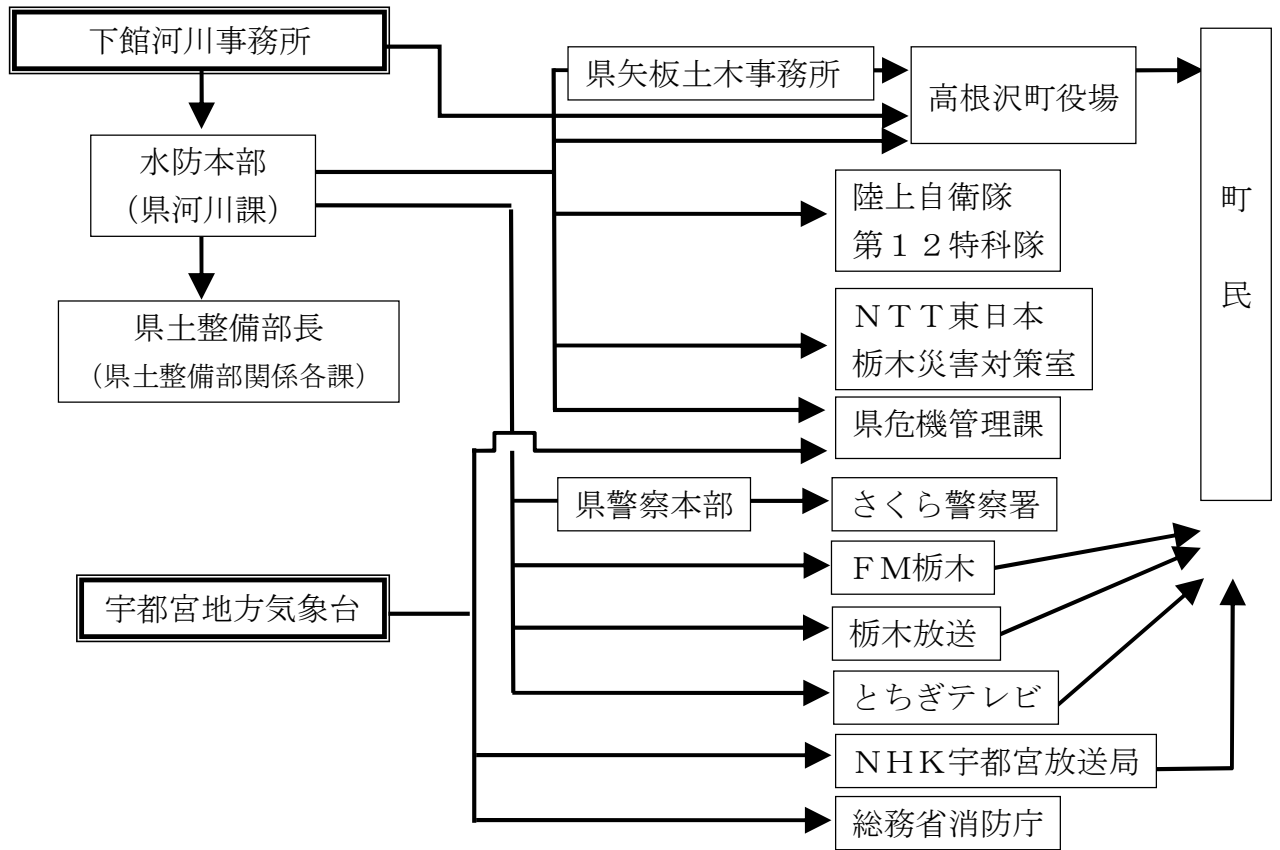 下館河川事務所
水防本部
（県河川課）
県土整備部長
（県土整備部関係各課）
宇都宮地方気象台
県矢板土木事務所
高根沢町役場
陸上自衛隊
第１２特科隊
ＮＴＴ東日本
栃木災害対策室
県危機管理課
県警察本部
さくら警察署
ＦＭ栃木
栃木放送
とちぎテレビ
ＮＨＫ宇都宮放送局
総務省消防庁
町
民